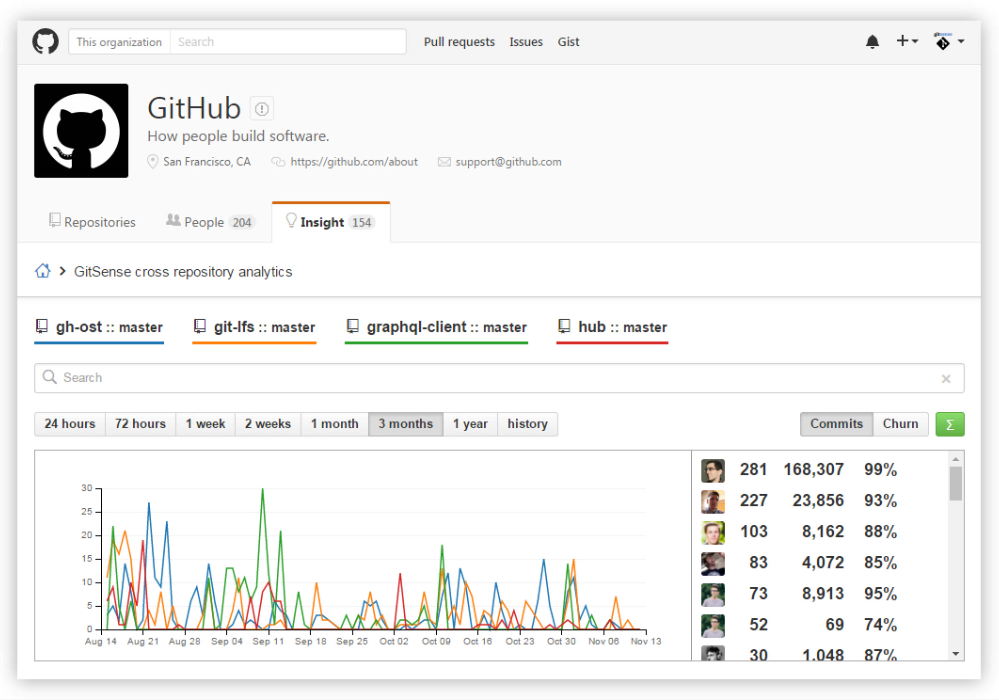 This organization Search Pull requests Issues Gist
GitHub
How people build software.
San Francisco, CA https://github.com/about support@github.com
Repositories People 204 Insight 154
GitSense cross repository analytics
gh-ost :: master git-lfs :: master graphql-client :: master hub :: master
Search
24 hours 72 hours 1 week 2 weeks 1 month 3 months 1 year history Commits Churn Σ
30
25
20
15
10
5
0
Aug 14 Aug 21 Aug 28 Sep 04 Sep 11 Sep 18 Sep 25 Oct 02 Oct 09 Oct 16 Oct 23 Oct 30 Nov 06 Nov 13
281 168,307 99%
227 23,856 93%
103 8,162 88%
83 4,072 85%
73 8,913 95%
52 69 74%
30 1,048 87%